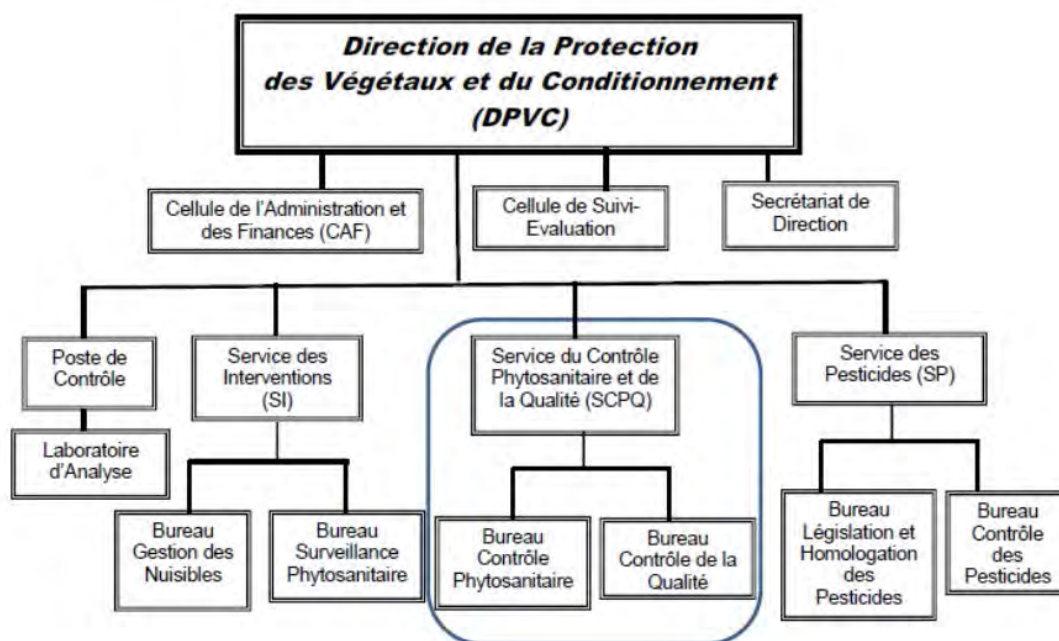 Direction de la Protection
des Végétaux et du Conditionnement
(DPVC)
Cellule de l'Administration et
des Finances (CAF)
Cellule de Suivi-
Evaluation
Secrétariat de
Direction
Poste de
Contrôle
Service des
Interventions
(SI)
Service du Contrôle
Phytosanitaire et de
la Qualité (SCPQ)
Service des
Pesticides (SP)
Laboratoire
d'Analyse
Bureau
Gestion des
Nuisibles
Bureau
Surveillance
Phytosanitaire
Bureau
Contrôle
Phytosanitaire
Bureau
Contrôle de la
Qualité
Bureau
Législation et
Homologation
des
Pesticides
Bureau
Contrôle
des
Pesticides